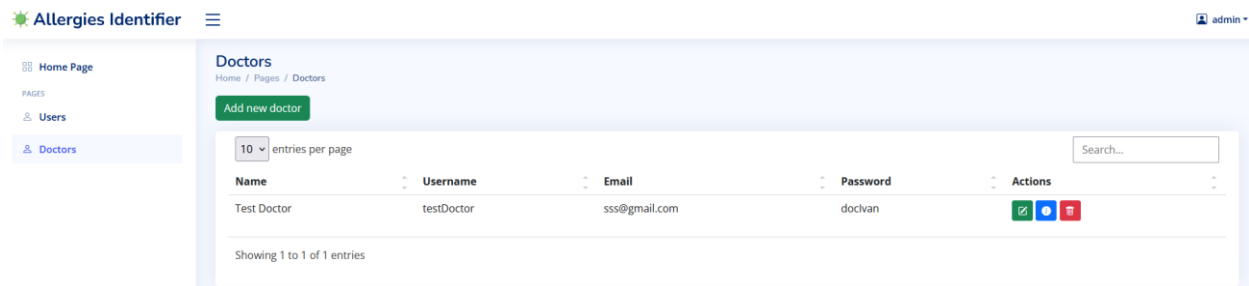 Allergies Identifier
admin
Home Page
PAGES
Users
Doctors
Doctors
Home / Pages / Doctors
Add new doctor
10 entries per page
Search...
Name Username Email Password Actions
Test Doctor testDoctor sss@gmail.com docIvan
Showing 1 to 1 of 1 entries